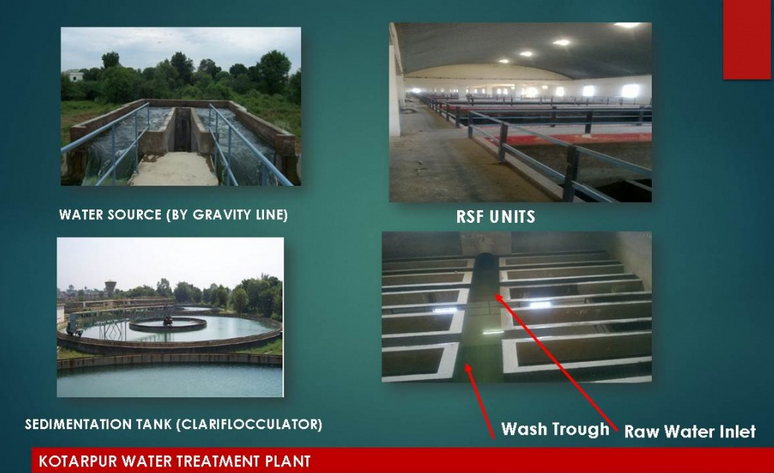 WATER SOURCE (BY GRAVITY LINE)
RSF UNITS
SEDIMENTATION TANK (CLARIFLOCCULATOR)
Wash Trough
Raw Water Inlet
KOTARPUR WATER TREATMENT PLANT